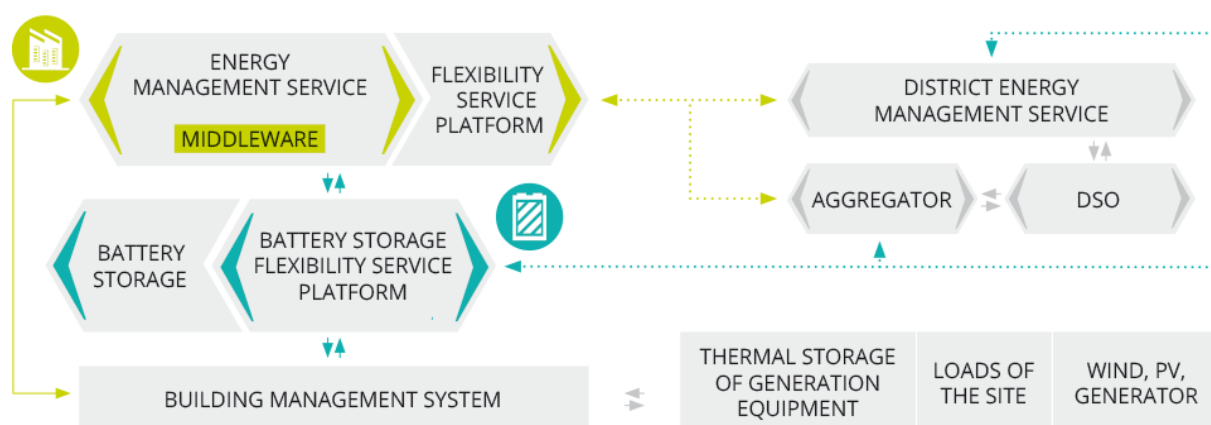 ENERGY
MANAGEMENT SERVICE
MIDDLEWARE
FLEXIBILITY
SERVICE
PLATFORM
DISTRICT ENERGY
MANAGEMENT SERVICE
AGGREGATOR
DSO
BATTERY
STORAGE
BATTERY STORAGE
FLEXIBILITY SERVICE
PLATFORM
BUILDING MANAGEMENT SYSTEM
THERMAL STORAGE
OF GENERATION
EQUIPMENT
LOADS OF
THE SITE
WIND, PV,
GENERATOR